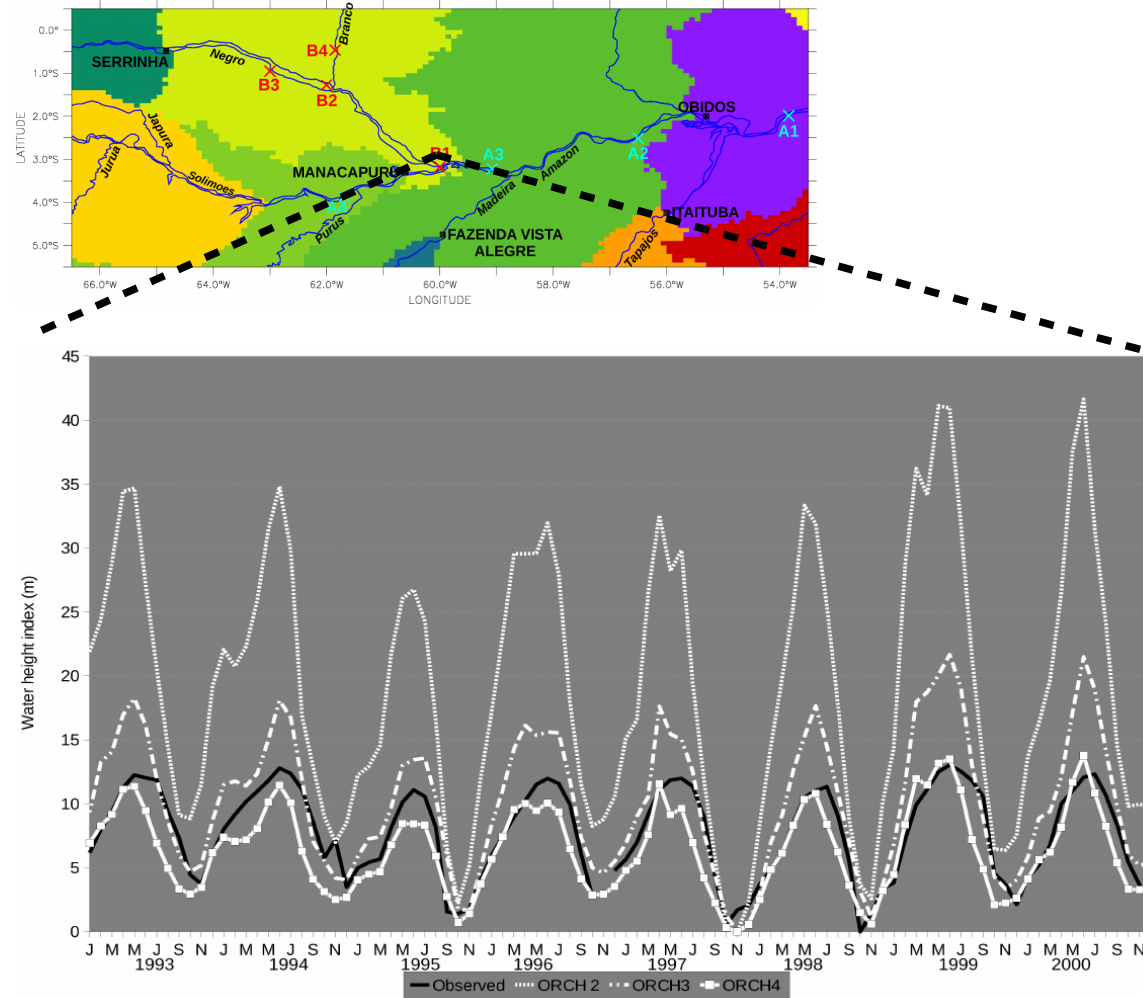 0.0°
1.0°S
2.0°S
3.0°S
4.0°S
5.0°S
LATITUDE
SERRINHA
Negro
B4
Branco
B3
B2
Japura
Jurua
Solimoes
MANACAPURU
B1
A3
Purus
Madeira
Amazon
A2
OBIDOS
A1
FAZENDA VISTA
ALEGRE
ITAITUBA
Tapajos
66.0°W 64.0°W 62.0°W 60.0°W 58.0°W 56.0°W 54.0°W
LONGITUDE
45
40
35
30
25
20
15
10
5
0
Water height index (m)
J M M J S N J M M J S N J M M J S N J M M J S N J M M J S N J M M J S N J M M J S N J M M J S N
1993 1994 1995 1996 1997 1998 1999 2000
Observed ORCH 2 ORCH3 ORCH4